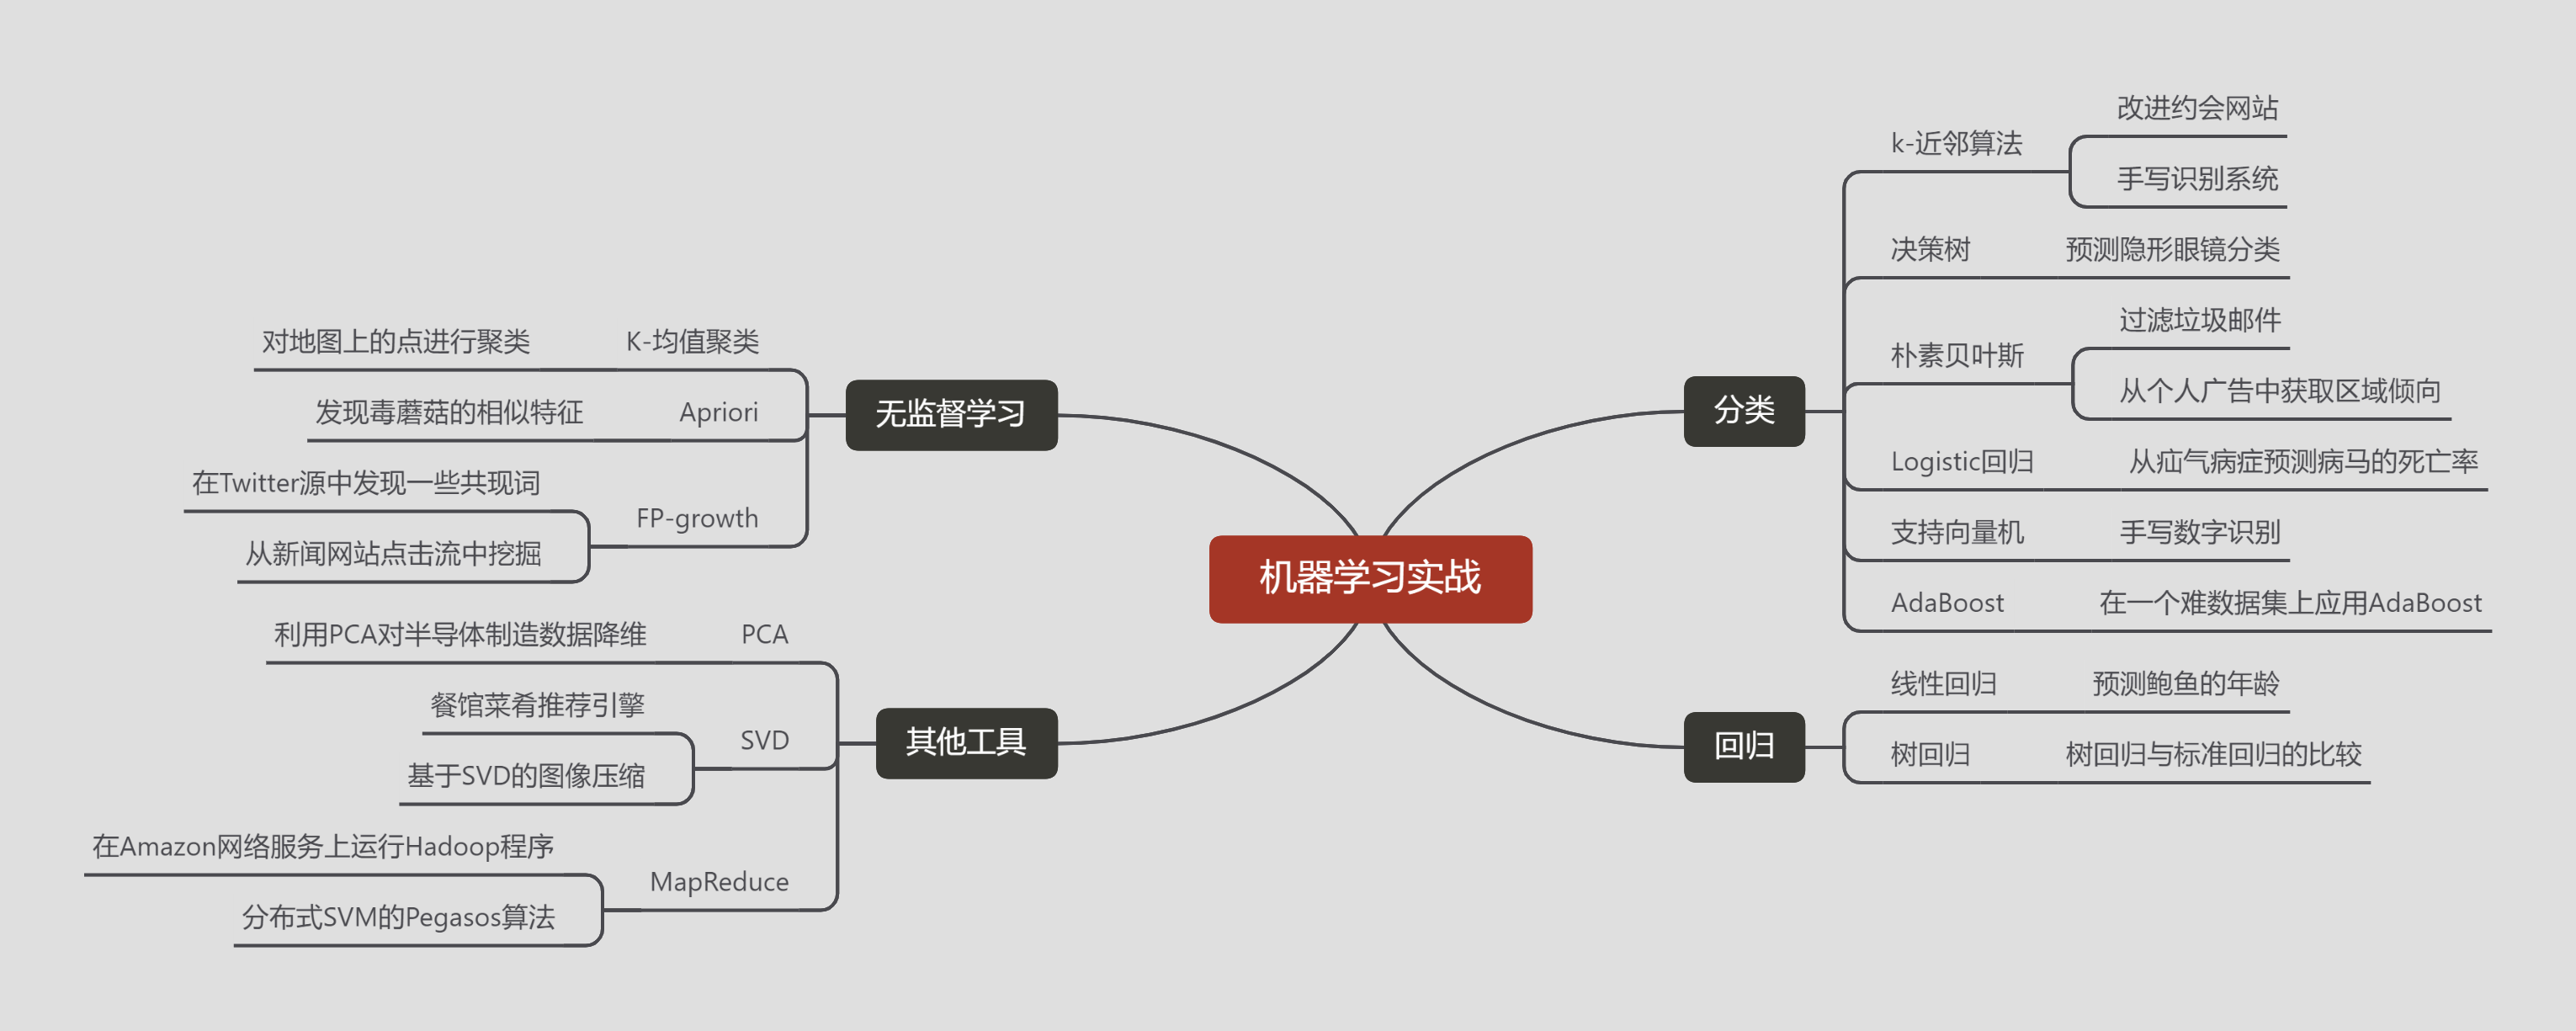 机器学习实战
分类
k-近邻算法
改进约会网站
手写识别系统
决策树
预测隐形眼镜分类
朴素贝叶斯
过滤垃圾邮件
从个人广告中获取区域倾向
Logistic回归
从疝气病症预测病马的死亡率
支持向量机
手写数字识别
AdaBoost
在一个难数据集上应用AdaBoost
回归
线性回归
预测鲍鱼的年龄
树回归
树回归与标准回归的比较
无监督学习
K-均值聚类
对地图上的点进行聚类
Apriori
发现毒蘑菇的相似特征
FP-growth
在Twitter源中发现一些共现词
从新闻网站点击流中挖掘
其他工具
PCA
利用PCA对半导体制造数据降维
SVD
餐馆菜肴推荐引擎
基于SVD的图像压缩
MapReduce
在Amazon网络服务上运行Hadoop程序
分布式SVM的Pegasos算法